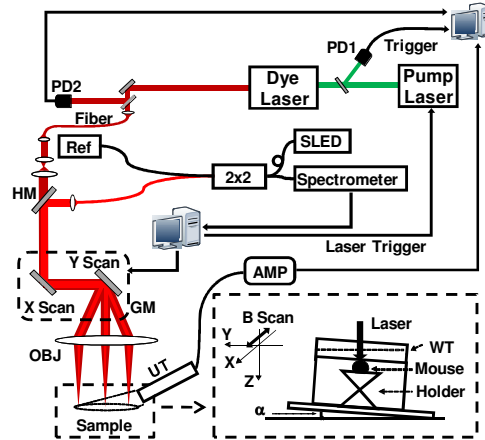 PD1
Trigger
PD2
Dye
Laser
Pump
Laser
Fiber
Ref
SLED
2x2
Spectrometer
HM
Laser Trigger
Y Scan
X Scan
GM
AMP
OBJ
UT
Sample
B Scan
Y
X
Z
Laser
WT
Mouse
Holder
α